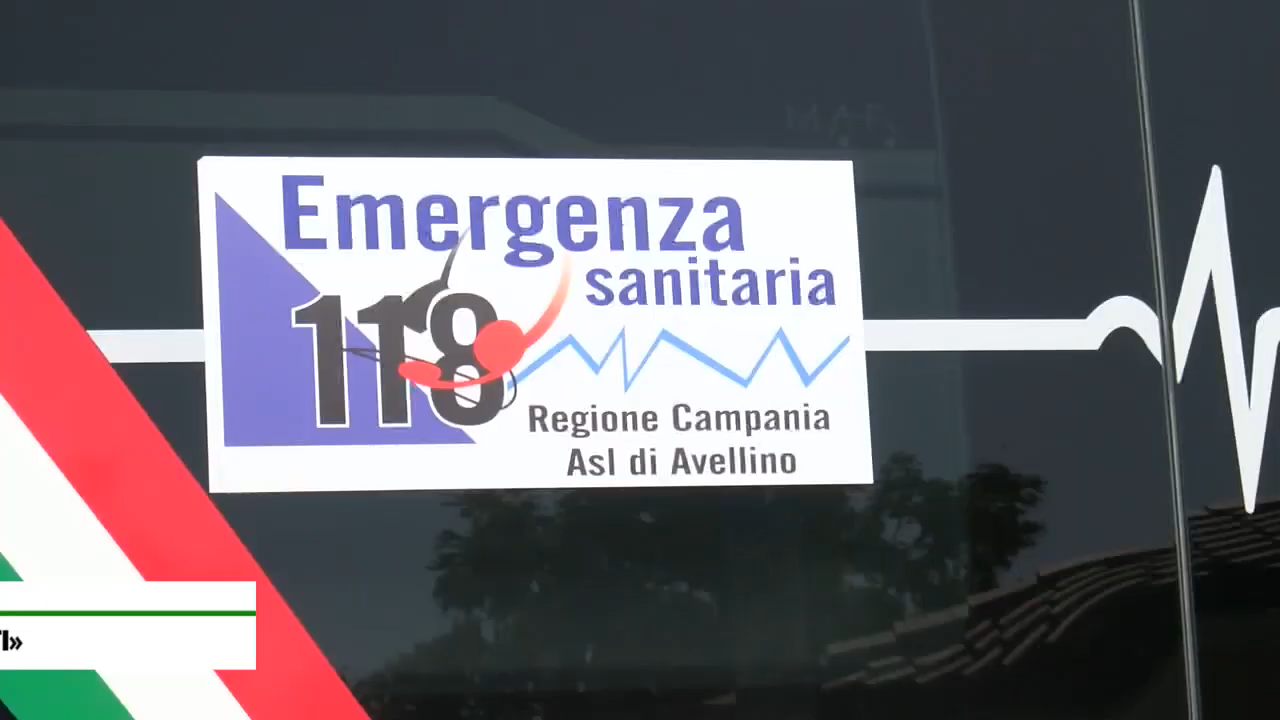 Emergenza
sanitaria
118
Regione Campania
Asl di Avellino